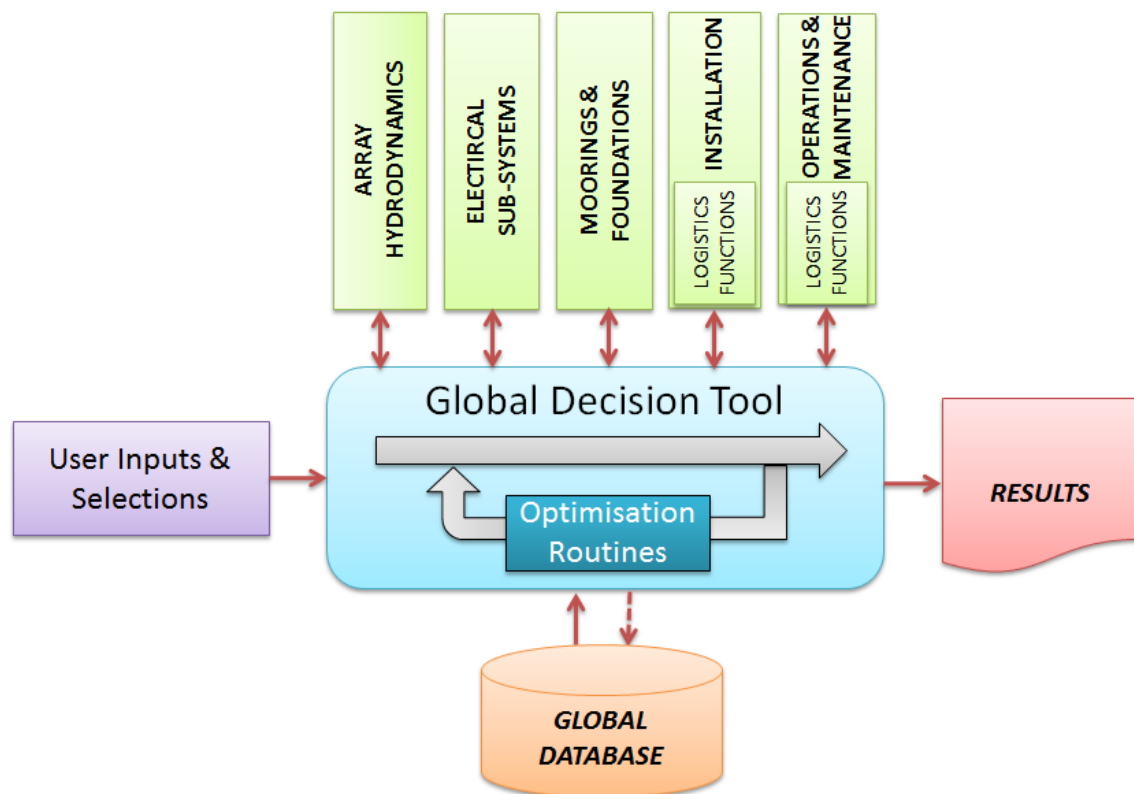 ARRAY
HYDRODYNAMICS
ELECTIRCAL
SUB-SYSTEMS
MOORINGS &
FOUNDATIONS
INSTALLATION
LOGISTICS
FUNCTIONS
OPERATIONS &
MAINTENANCE
LOGISTICS
FUNCTIONS
Global Decision Tool
User Inputs &
Selections
Optimisation
Routines
RESULTS
GLOBAL
DATABASE